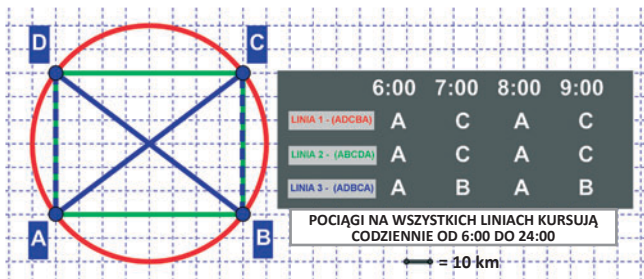 D
C
A
B
6:00 7:00 8:00 9:00
LINIA 1 - (ADCBA) A C A C
LINIA 2 - (ABCDA) A C A C
LINIA 3 - (ADBCA) A B A B
POCIĄGI NA WSZYSTKICH LINIACH KURSUJĄ
CODZIENNIE OD 6:00 DO 24:00
= 10 km